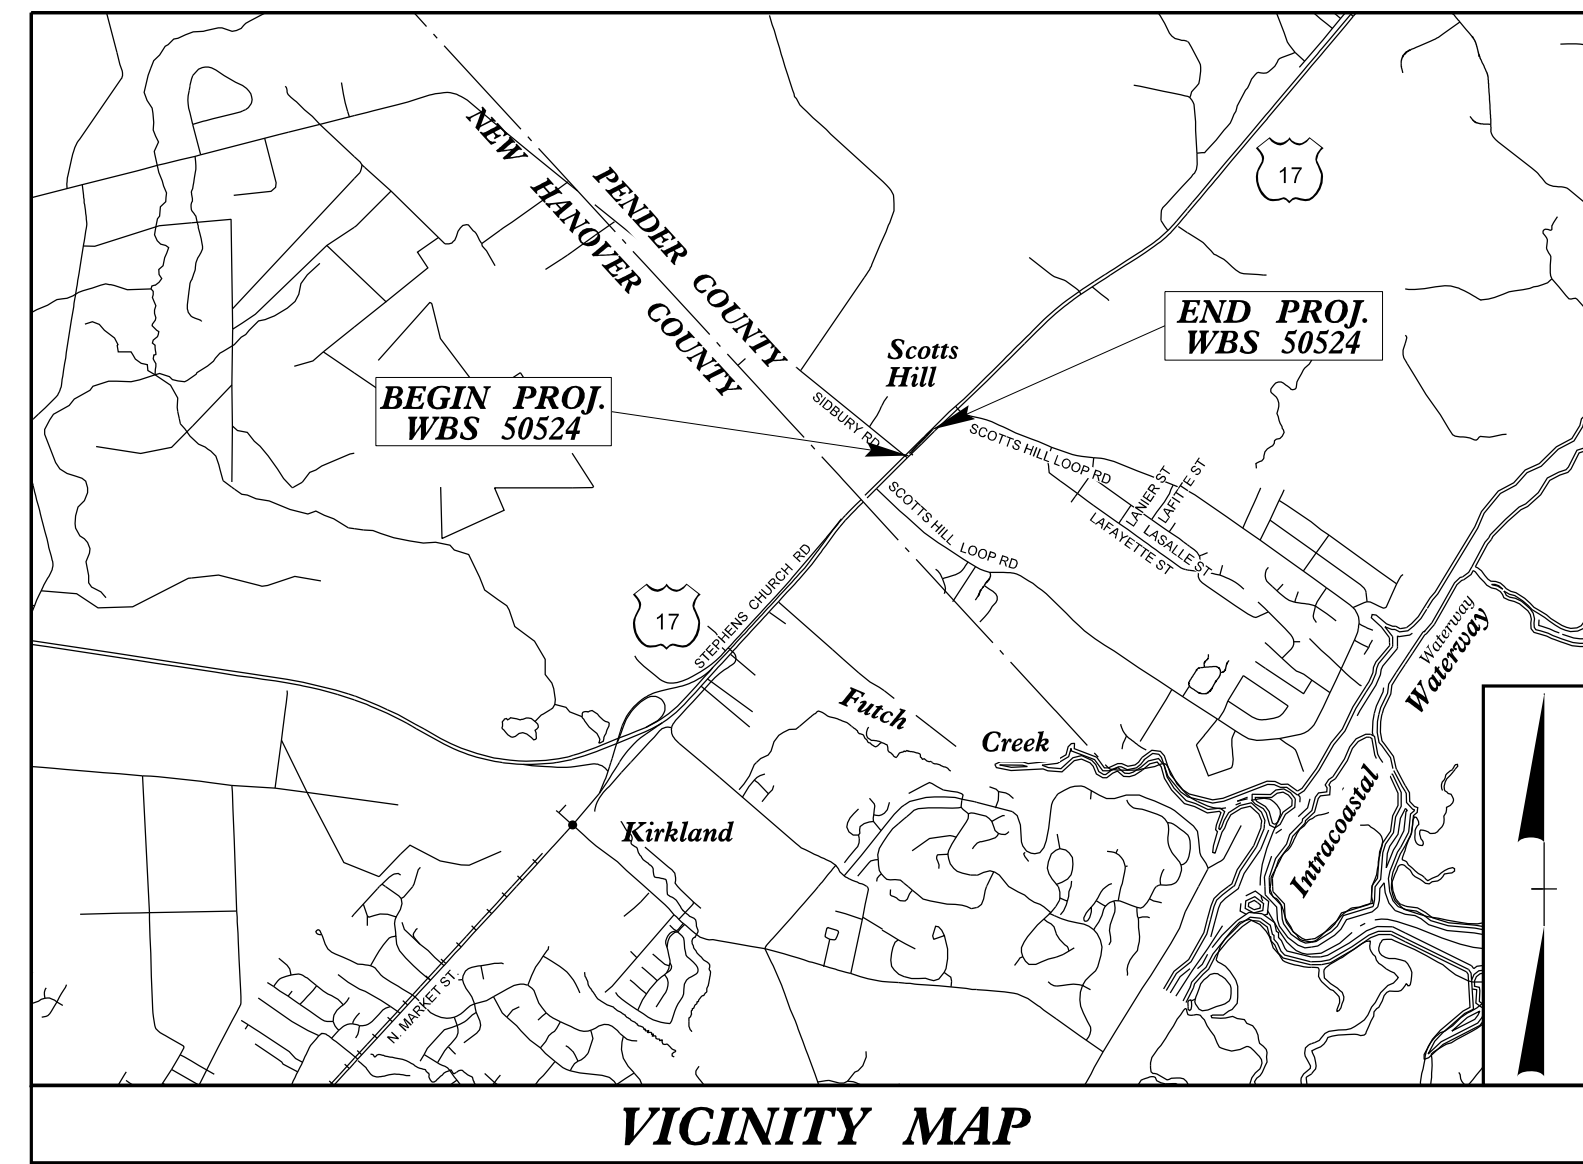 NEW HANOVER COUNTY
PENDER COUNTY
17
END PROJ.
WBS 50524
Scotts
Hill
BEGIN PROJ.
WBS 50524
SIDBURY RD
SCOTTS HILL LOOP RD
LANIER ST
LAFITTE ST
LAFAYETTE ST
LASALLE ST
SCOTTS HILL LOOP RD
STEPHENS CHURCH RD
17
Waterway
Waterway
Futch
Creek
Intracoastal
Kirkland
N. MARKET ST.
VICINITY MAP